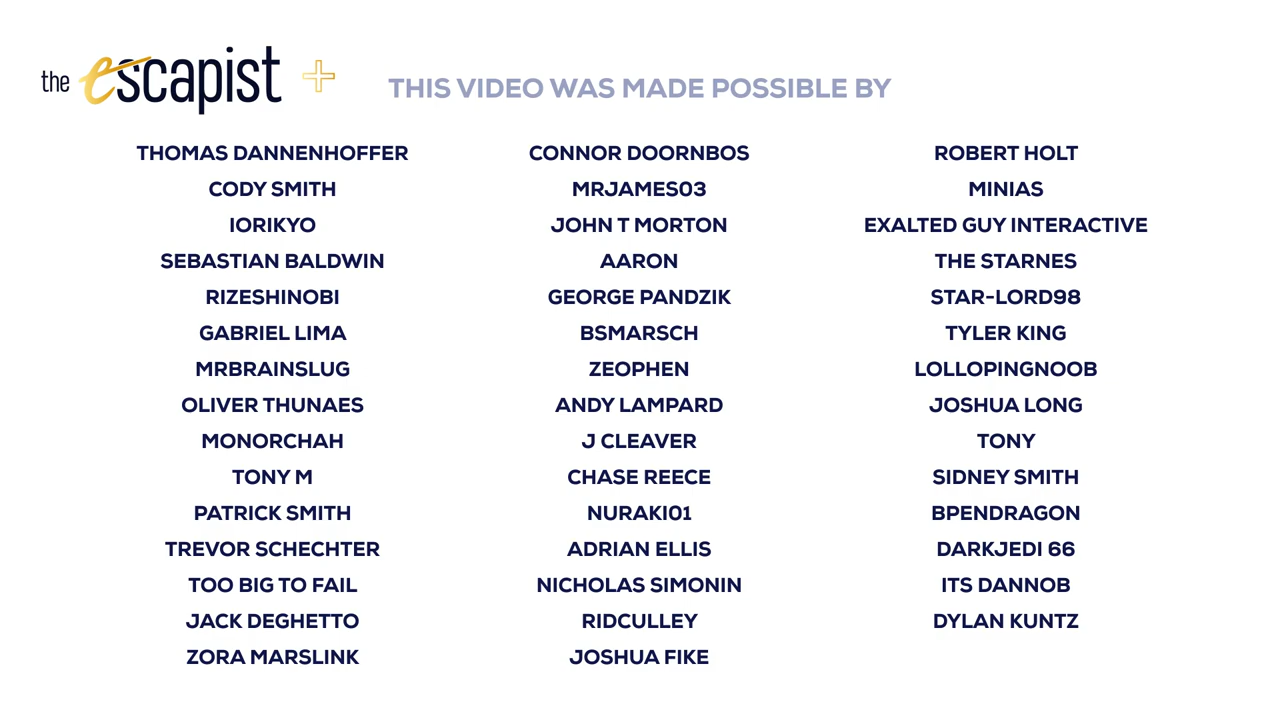 the escapist +
THIS VIDEO WAS MADE POSSIBLE BY
THOMAS DANNENHOFFER
CODY SMITH
IORIKYO
SEBASTIAN BALDWIN
RIZESHINOBI
GABRIEL LIMA
MRBRAINSLUG
OLIVER THUNAES
MONORCHAH
TONY M
PATRICK SMITH
TREVOR SCHECHTER
TOO BIG TO FAIL
JACK DEGHETTO
ZORA MARSLINK
CONNOR DOORNBOS
MRJAMES03
JOHN T MORTON
AARON
GEORGE PANDZIK
BSMARSCH
ZEOPHEN
ANDY LAMPARD
J CLEAVER
CHASE REECE
NURAKI01
ADRIAN ELLIS
NICHOLAS SIMONIN
RIDCULLEY
JOSHUA FIKE
ROBERT HOLT
MINIAS
EXALTED GUY INTERACTIVE
THE STARNES
STAR-LORD98
TYLER KING
LOLLOPINGNOOB
JOSHUA LONG
TONY
SIDNEY SMITH
BPENDRAGON
DARKJEDI 66
ITS DANNOB
DYLAN KUNTZ